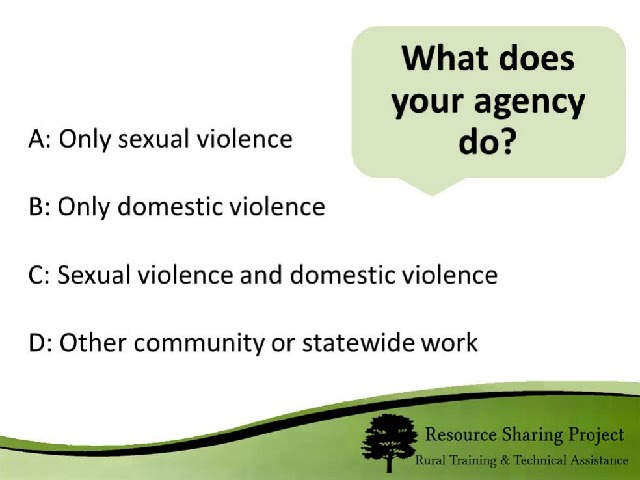 What does
your agency
do?
A: Only sexual violence
B: Only domestic violence
C: Sexual violence and domestic violence
D: Other community or statewide work
Resource Sharing Project
Rural Training & Technical Assistance